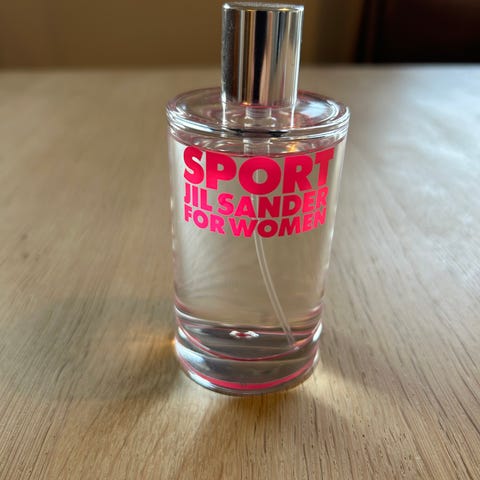 SPORT
JIL SANDER
FOR WOMEN